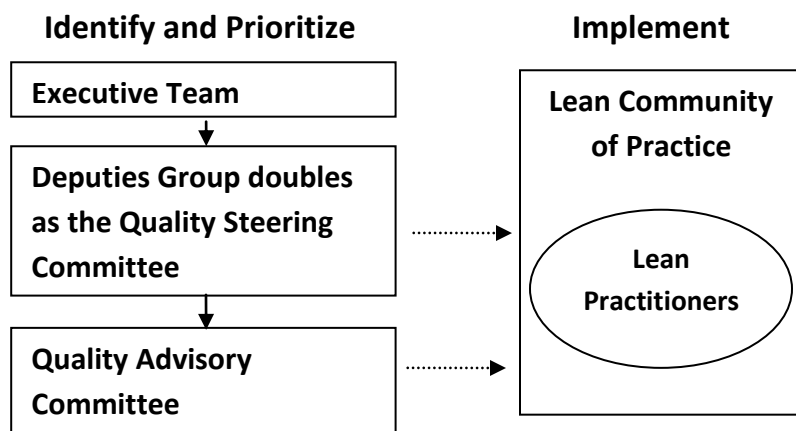 Identify and Prioritize
Executive Team
Deputies Group doubles
as the Quality Steering
Committee
Quality Advisory
Committee
Implement
Lean Community
of Practice
Lean
Practitioners